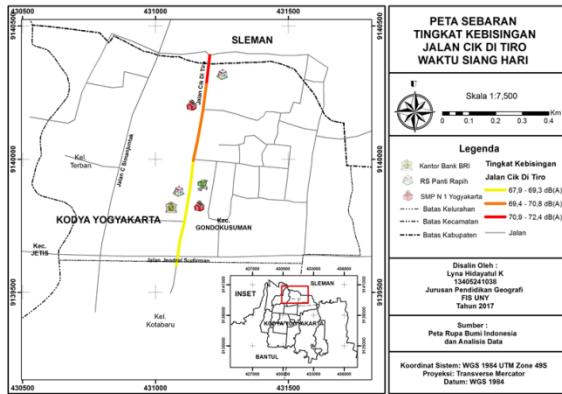 430500
431000
431500
9140500
9140000
9139500
SLEMAN
Jalan Cik Di Tiro
Jalan C Simanjuntak
Kel.
Terban
KODYA YOGYAKARTA
Kec.
GONDOKUSUMAN
Kec.
JETIS
Jalan Jendral Sudirman
Kel.
Kotabaru
INSET
SLEMAN
KODYA YOGYAKARTA
BANTUL
430500
431000
431500
PETA SEBARAN
TINGKAT KEBISINGAN
JALAN CIK DI TIRO
WAKTU SIANG HARI
U
Skala 1:7,500
0
0.1
0.2
0.3
0.4
Km
Legenda
Kantor Bank BRI
RS Panti Rapih
SMP N 1 Yogyakarta
Batas Kelurahan
Batas Kecamatan
Batas Kabupaten
Tingkat Kebisingan
Jalan Cik Di Tiro
67,9 - 69,3 dB(A)
69,4 - 70,8 dB(A)
70,9 - 72,4 dB(A)
Jalan
Disalin Oleh :
Lyna Hidayatul K
13405241038
Jurusan Pendidikan Geografi
FIS UNY
Tahun 2017
Sumber :
Peta Rupa Bumi Indonesia
dan Analisis Data
Koordinat Sistem: WGS 1984 UTM Zone 49S
Proyeksi: Transverse Mercator
Datum: WGS 1984